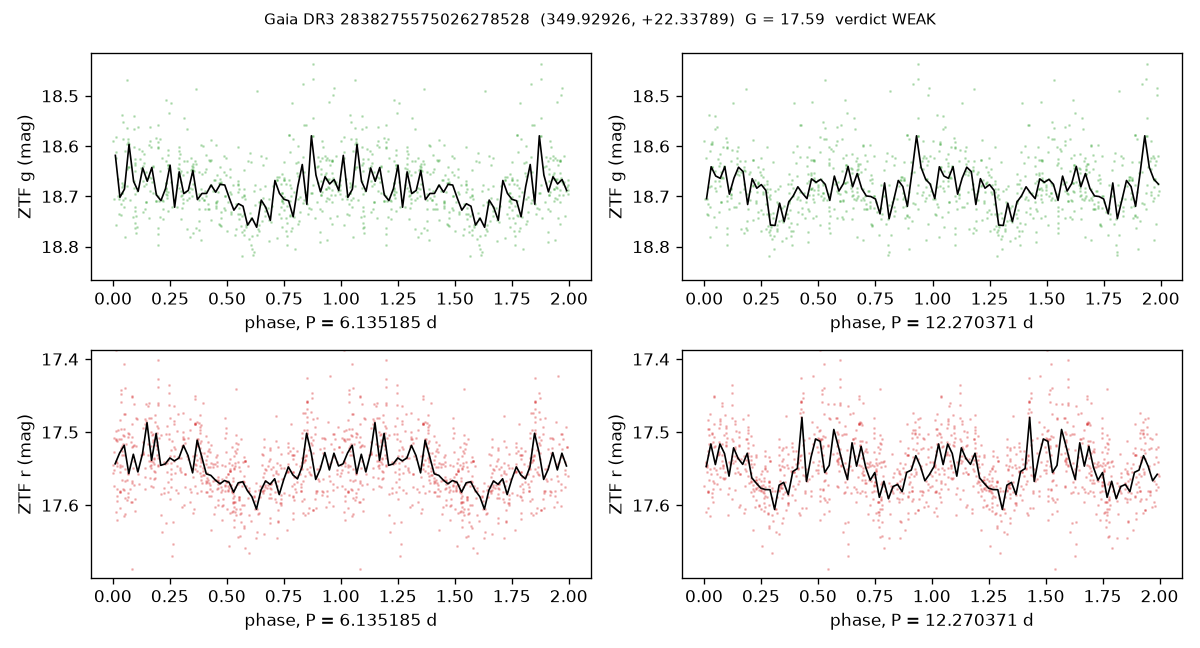 Gaia DR3 2838275575026278528  (349.92926, +22.33789)  G = 17.59  verdict WEAK
ZTF g (mag)
18.5
18.6
18.7
18.8
0.00 0.25 0.50 0.75 1.00 1.25 1.50 1.75 2.00
phase, P = 6.135185 d
ZTF g (mag)
18.5
18.6
18.7
18.8
0.00 0.25 0.50 0.75 1.00 1.25 1.50 1.75 2.00
phase, P = 12.270371 d
ZTF r (mag)
17.4
17.5
17.6
0.00 0.25 0.50 0.75 1.00 1.25 1.50 1.75 2.00
phase, P = 6.135185 d
ZTF r (mag)
17.4
17.5
17.6
0.00 0.25 0.50 0.75 1.00 1.25 1.50 1.75 2.00
phase, P = 12.270371 d